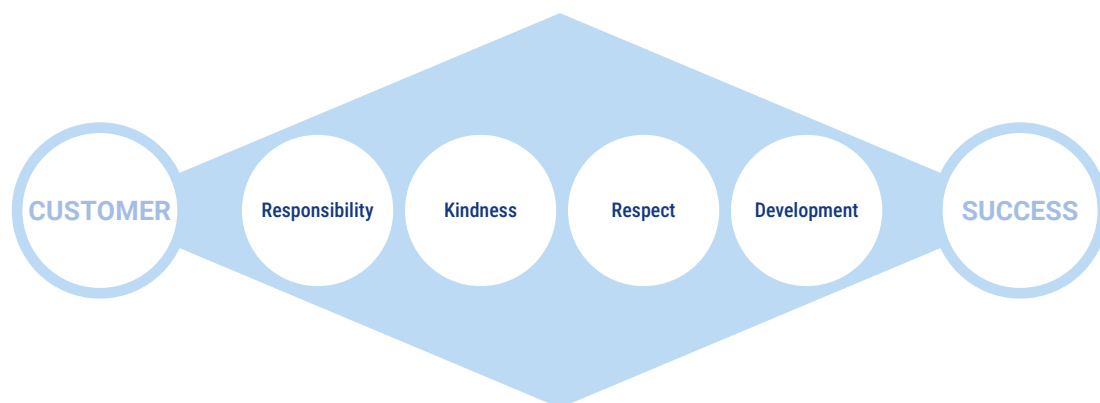 CUSTOMER
Responsibility
Kindness
Respect
Development
SUCCESS